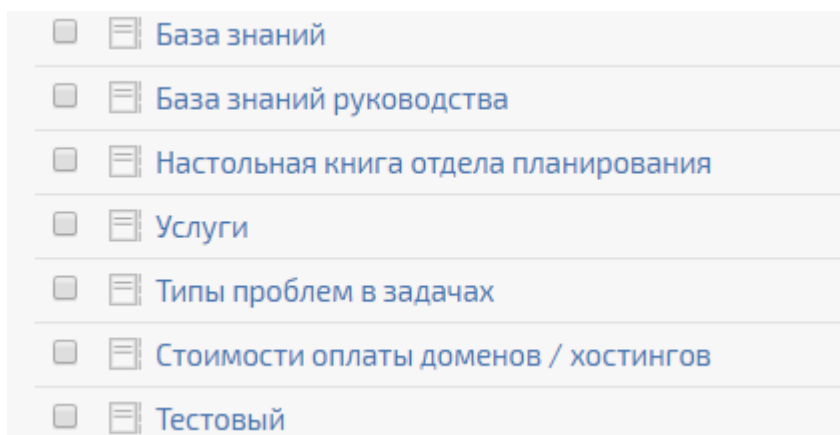 База знаний
База знаний руководства
Настольная книга отдела планирования
Услуги
Типы проблем в задачах
Стоимости оплаты доменов / хостингов
Тестовый